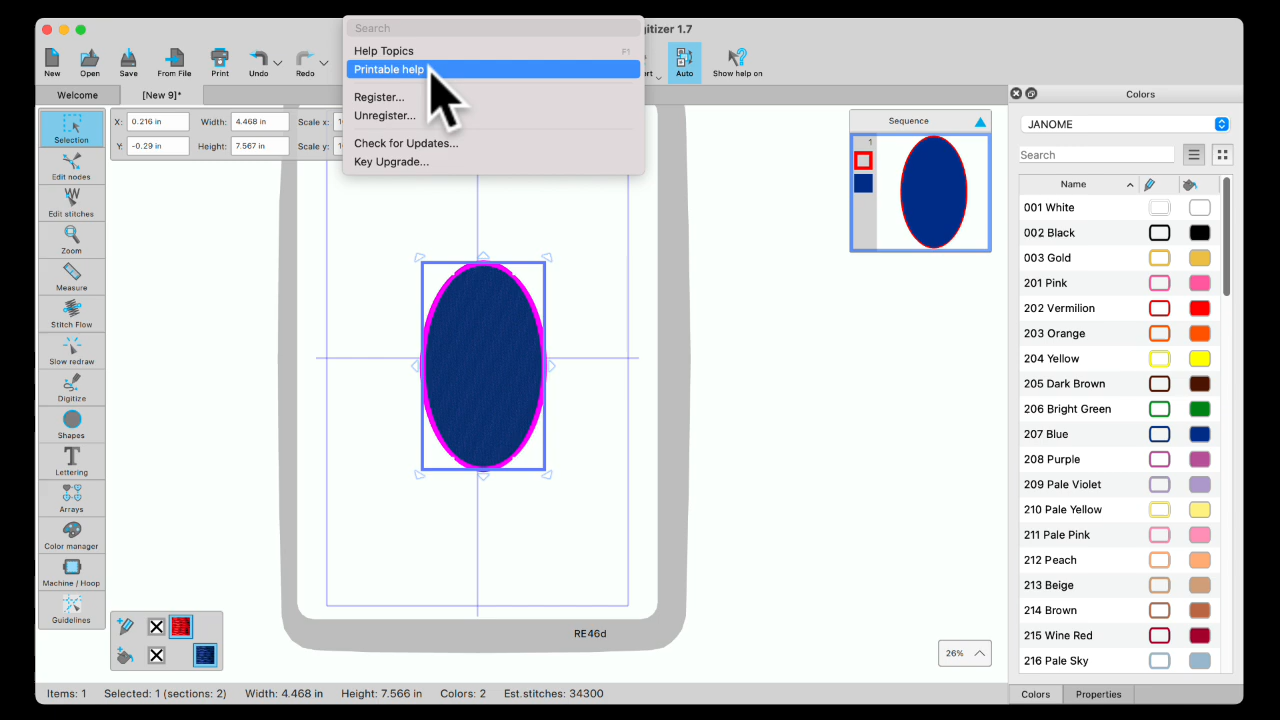 Search
gitizer 1.7
New
Open
Save
From File
Print
Undo
Redo
Help Topics F1
Printable help
Register...
Unregister...
Check for Updates...
Key Upgrade...
Auto
Show help on
Welcome
[New 9]*
X: 0.216 in Width: 4.468 in Scale x:
Y: -0.29 in Height: 7.567 in Scale y:
Selection
Edit nodes
Edit stitches
Zoom
Measure
Stitch Flow
Slow redraw
Digitize
Shapes
Lettering
Arrays
Color manager
Machine / Hoop
Guidelines
RE46d
Sequence
1
26%
Colors
JANOME
Search
Name
001 White
002 Black
003 Gold
201 Pink
202 Vermilion
203 Orange
204 Yellow
205 Dark Brown
206 Bright Green
207 Blue
208 Purple
209 Pale Violet
210 Pale Yellow
211 Pale Pink
212 Peach
213 Beige
214 Brown
215 Wine Red
216 Pale Sky
Colors
Properties
Items: 1 Selected: 1 (sections: 2) Width: 4.468 in Height: 7.566 in Colors: 2 Est.stitches: 34300